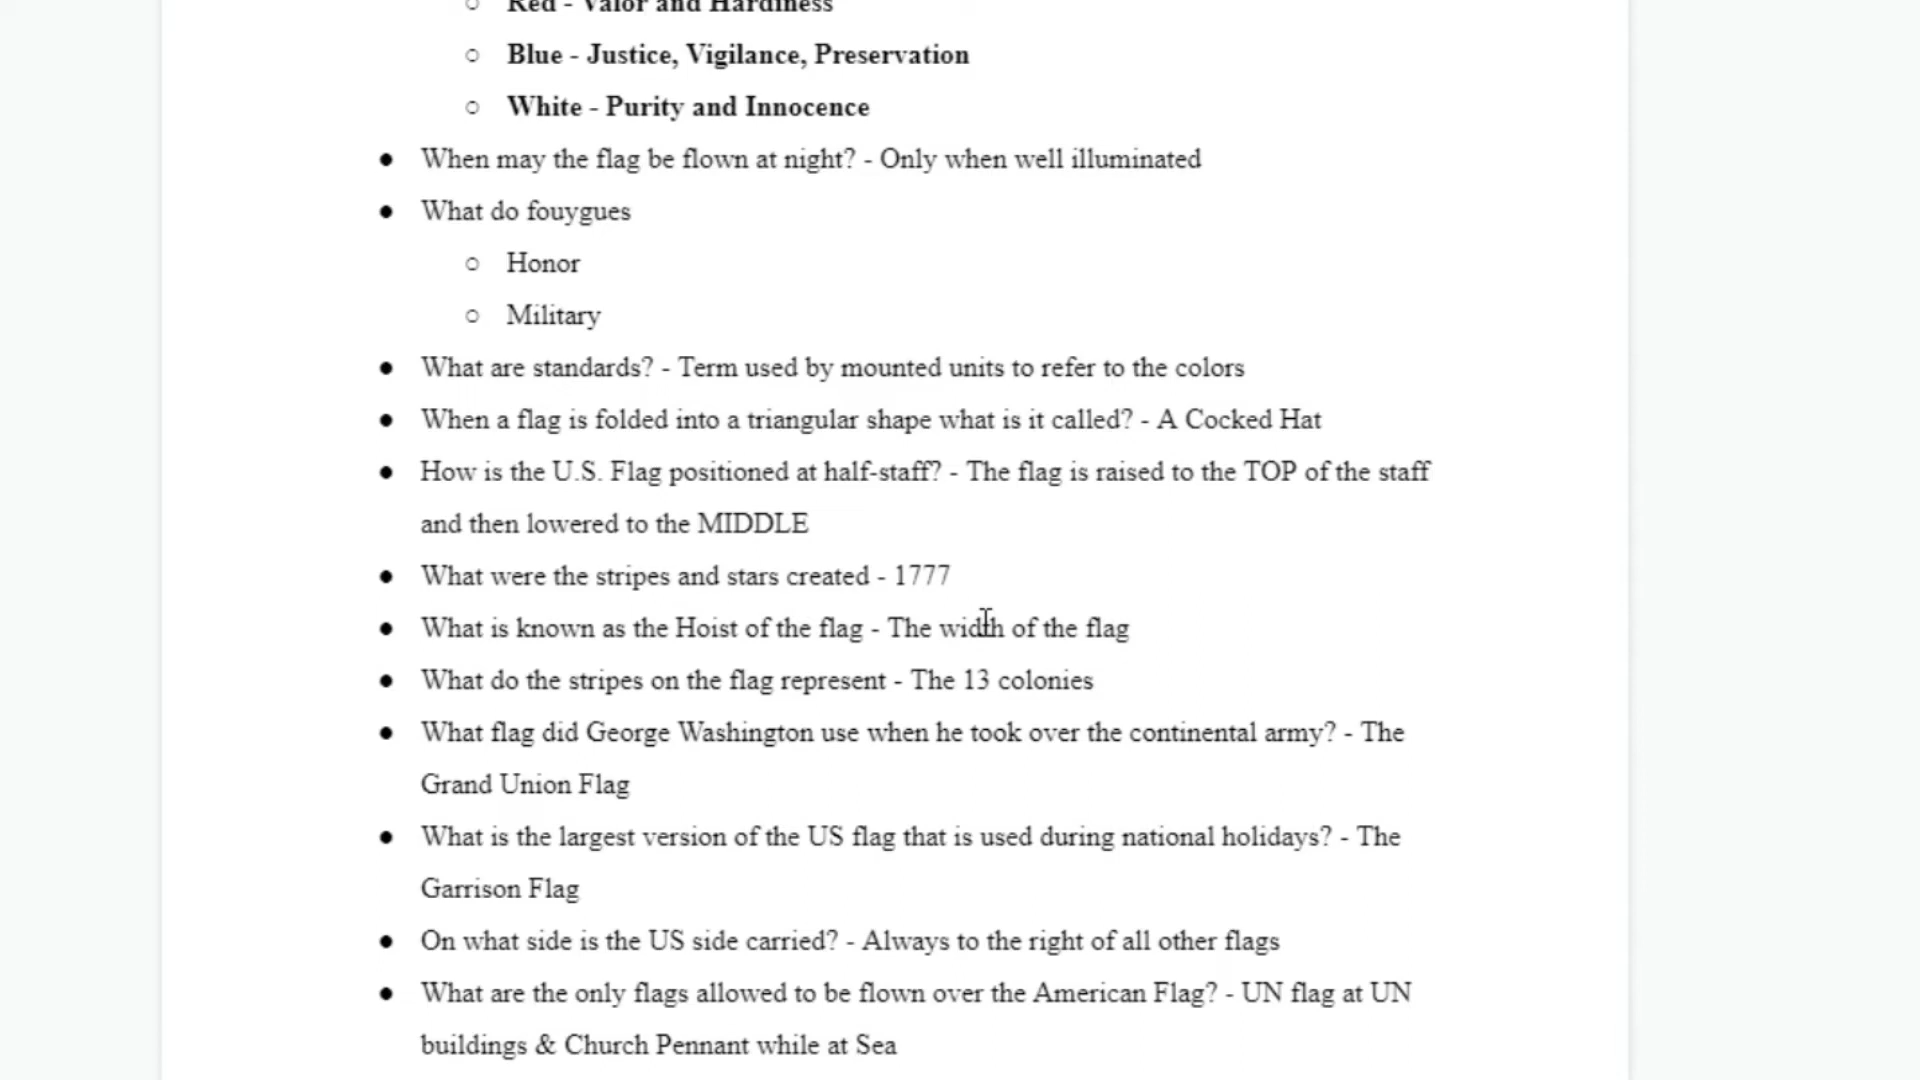 Red - Valor and Hardiness
Blue - Justice, Vigilance, Preservation
White - Purity and Innocence
When may the flag be flown at night? - Only when well illuminated
What do fouygues
Honor
Military
What are standards? - Term used by mounted units to refer to the colors
When a flag is folded into a triangular shape what is it called? - A Cocked Hat
How is the U.S. Flag positioned at half-staff? - The flag is raised to the TOP of the staff
and then lowered to the MIDDLE
What were the stripes and stars created - 1777
What is known as the Hoist of the flag - The width of the flag
What do the stripes on the flag represent - The 13 colonies
What flag did George Washington use when he took over the continental army? - The
Grand Union Flag
What is the largest version of the US flag that is used during national holidays? - The
Garrison Flag
On what side is the US side carried? - Always to the right of all other flags
What are the only flags allowed to be flown over the American Flag? - UN flag at UN
buildings & Church Pennant while at Sea